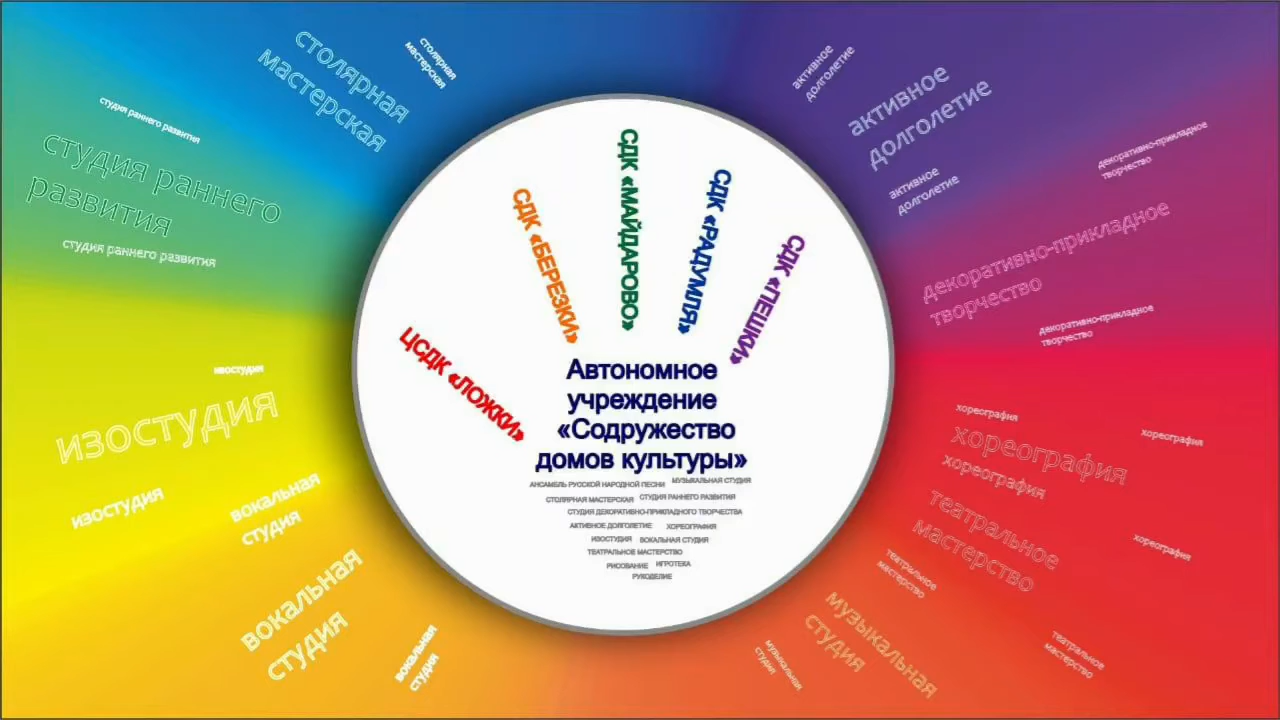 столярная
мастерская
столярная
мастерская
активное
долголетие
активное
долголетие
активное
долголетие
студия раннего развития
студия раннего
развития
студия раннего развития
декоративно-прикладное
творчество
декоративно-прикладное
творчество
декоративно-прикладное
творчество
ЦСДК «ЛОЖКИ»
СДК «БЕРЕЗКИ»
СДК «МАЙДАРОВО»
СДК «РАДУМЛЯ»
СДК «ПЕШКИ»
Автономное
учреждение
«Содружество
домов культуры»
АНСАМЕЛЬ РУССКОЙ НАРОДНОЙ ПЕСНИ МУЗЫКАЛЬНАЯ СТУДИЯ
СТОЛЯРНАЯ МАСТЕРСКАЯ СТУДИЯ РАННЕГО РАЗВИТИЯ
СТУДИЯ ДЕКОРАТИВНО-ПРИКЛАДНОГО ТВОРЧЕСТВА
АКТИВНОЕ ДОЛГОЛЕТИЕ ХОРЕОГРАФИЯ
ИЗОСТУДИЯ ВОКАЛЬНАЯ СТУДИЯ
ТЕАТРАЛЬНОЕ МАСТЕРСТВО
РИСОВАНИЕ ИГРОТЕКА
РУКОДЕЛИЕ
изостудия
изостудия
изостудия
вокальная
студия
вокальная
студия
вокальная
студия
хореография
хореография
хореография
хореография
хореография
театральное
мастерство
театральное
мастерство
театральное
мастерство
музыкальная
студия
музыкальная
студия